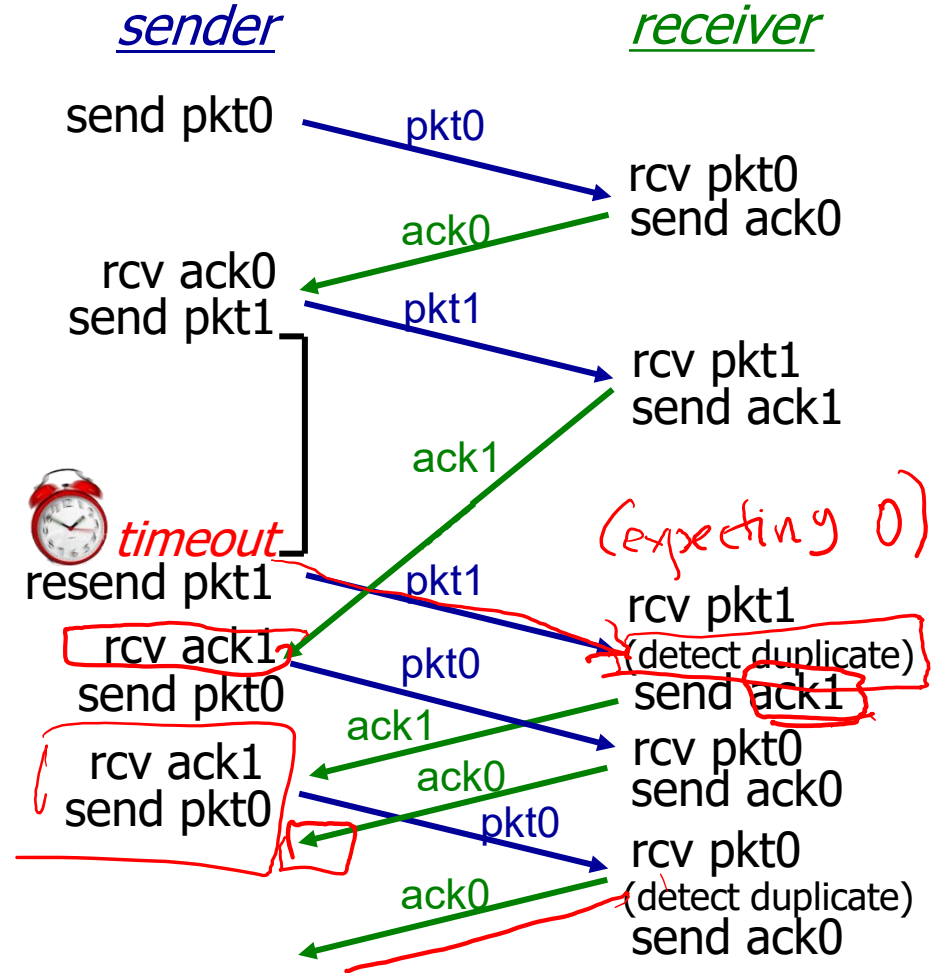 sender
receiver
send pkt0
pkt0
rcv pkt0
send ack0
ack0
rcv ack0
send pkt1
pkt1
rcv pkt1
send ack1
ack1
(expecting 0)
timeout
resend pkt1
pkt1
rcv pkt1
(detect duplicate)
send ack1
rcv ack1
send pkt0
pkt0
ack1
rcv pkt0
send ack0
rcv ack1
send pkt0
ack0
pkt0
rcv pkt0
(detect duplicate)
send ack0
ack0